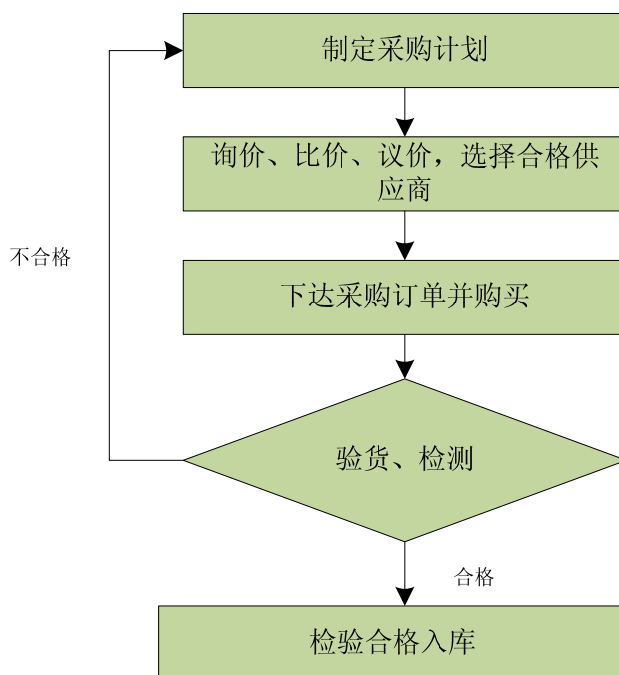 制定采购计划
询价、比价、议价，选择合格供
应商
不合格
下达采购订单并购买
验货、检测
合格
检验合格入库